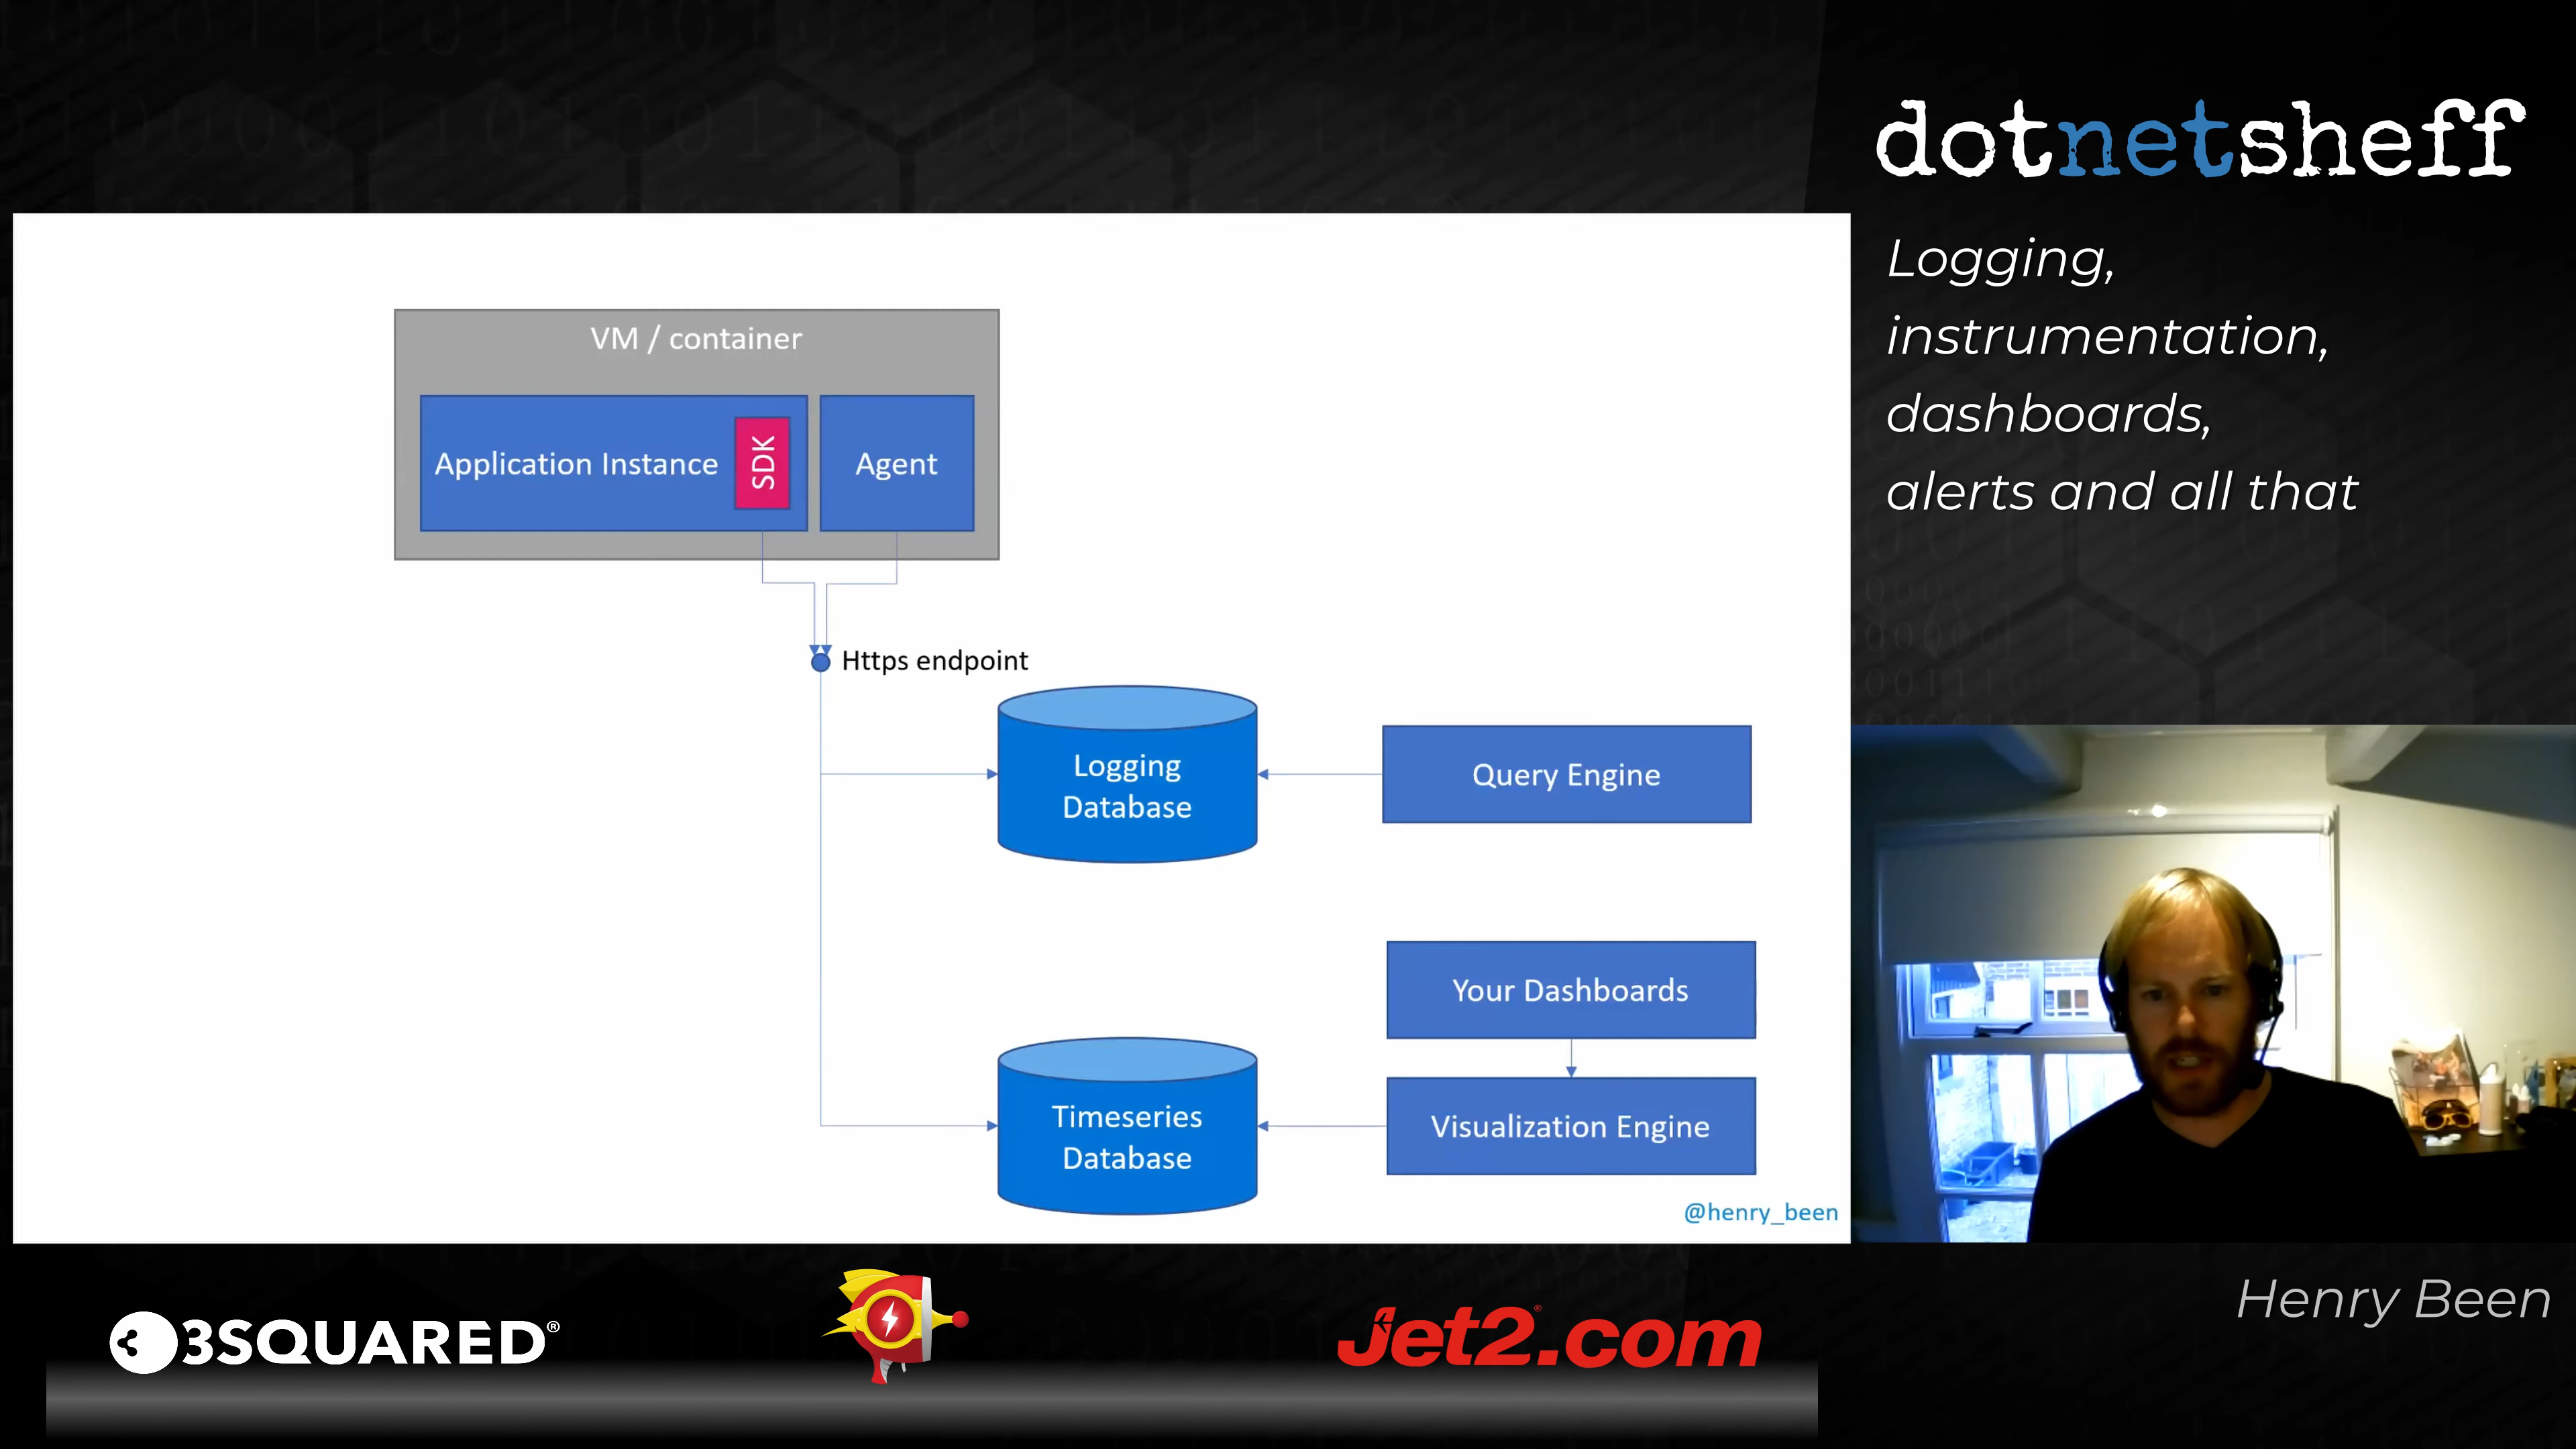 dotnetsheff
Logging,
instrumentation,
dashboards,
alerts and all that
VM / container
Application Instance
SDK
Agent
Https endpoint
Logging
Database
Query Engine
Your Dashboards
Timeseries
Database
Visualization Engine
@henry_been
Henry Been
3SQUARED®
Jet2.com®